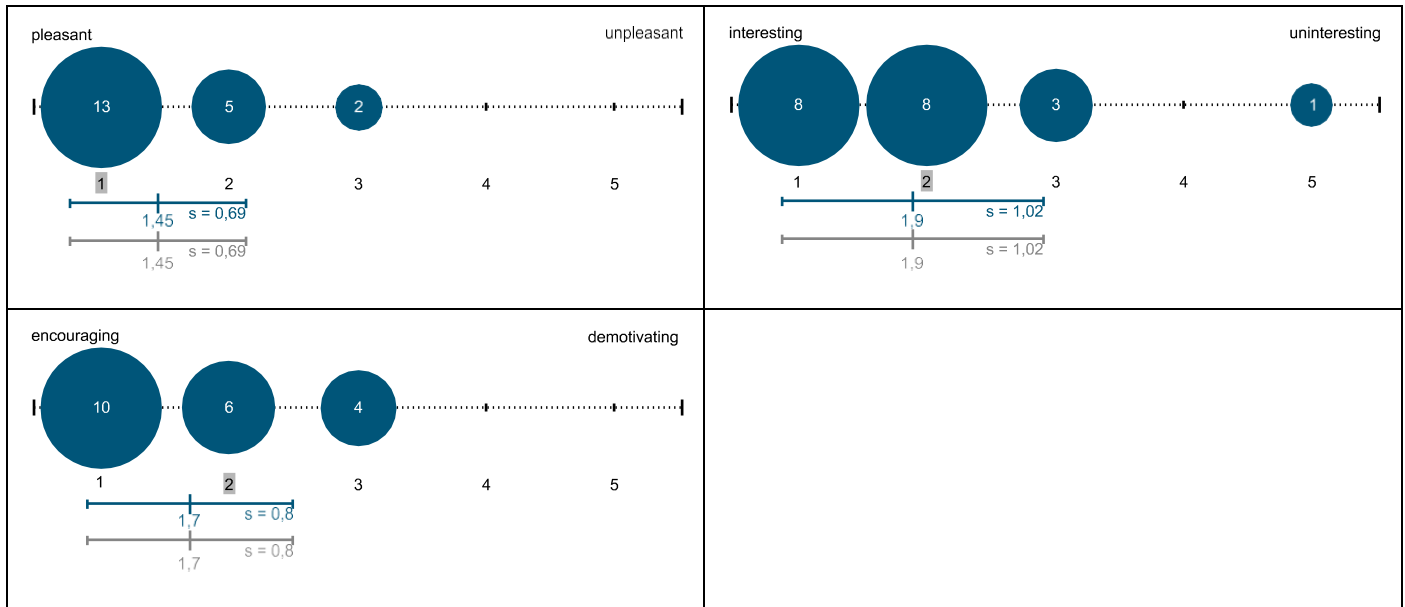 pleasant unpleasant
13 5 2
1 2 3 4 5
1,45 s = 0,69
1,45 s = 0,69
interesting uninteresting
8 8 3 1
1 2 3 4 5
1,9 s = 1,02
1,9 s = 1,02
encouraging demotivating
10 6 4
1 2 3 4 5
1,7 s = 0,8
1,7 s = 0,8